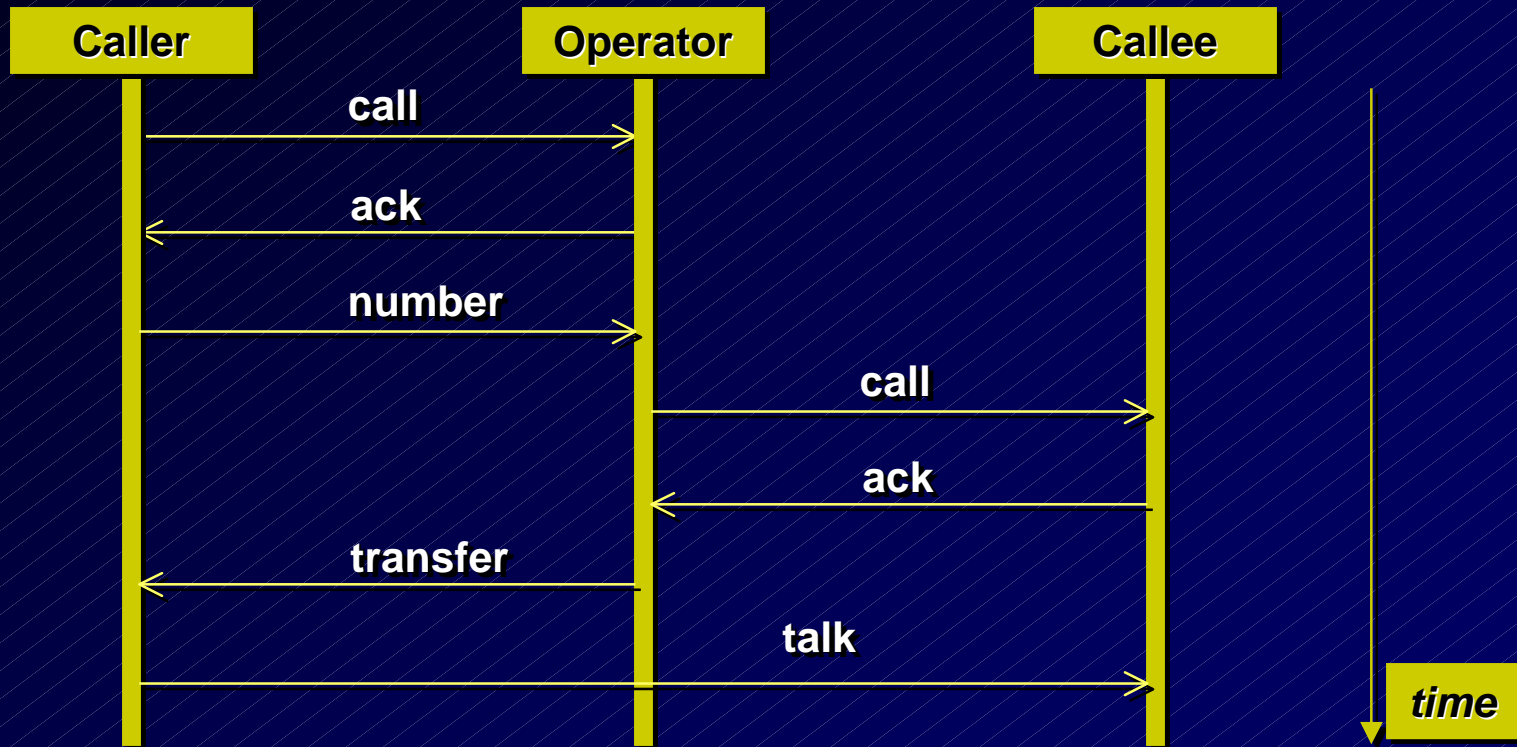 Caller
Operator
Callee
call
ack
number
call
ack
transfer
talk
time